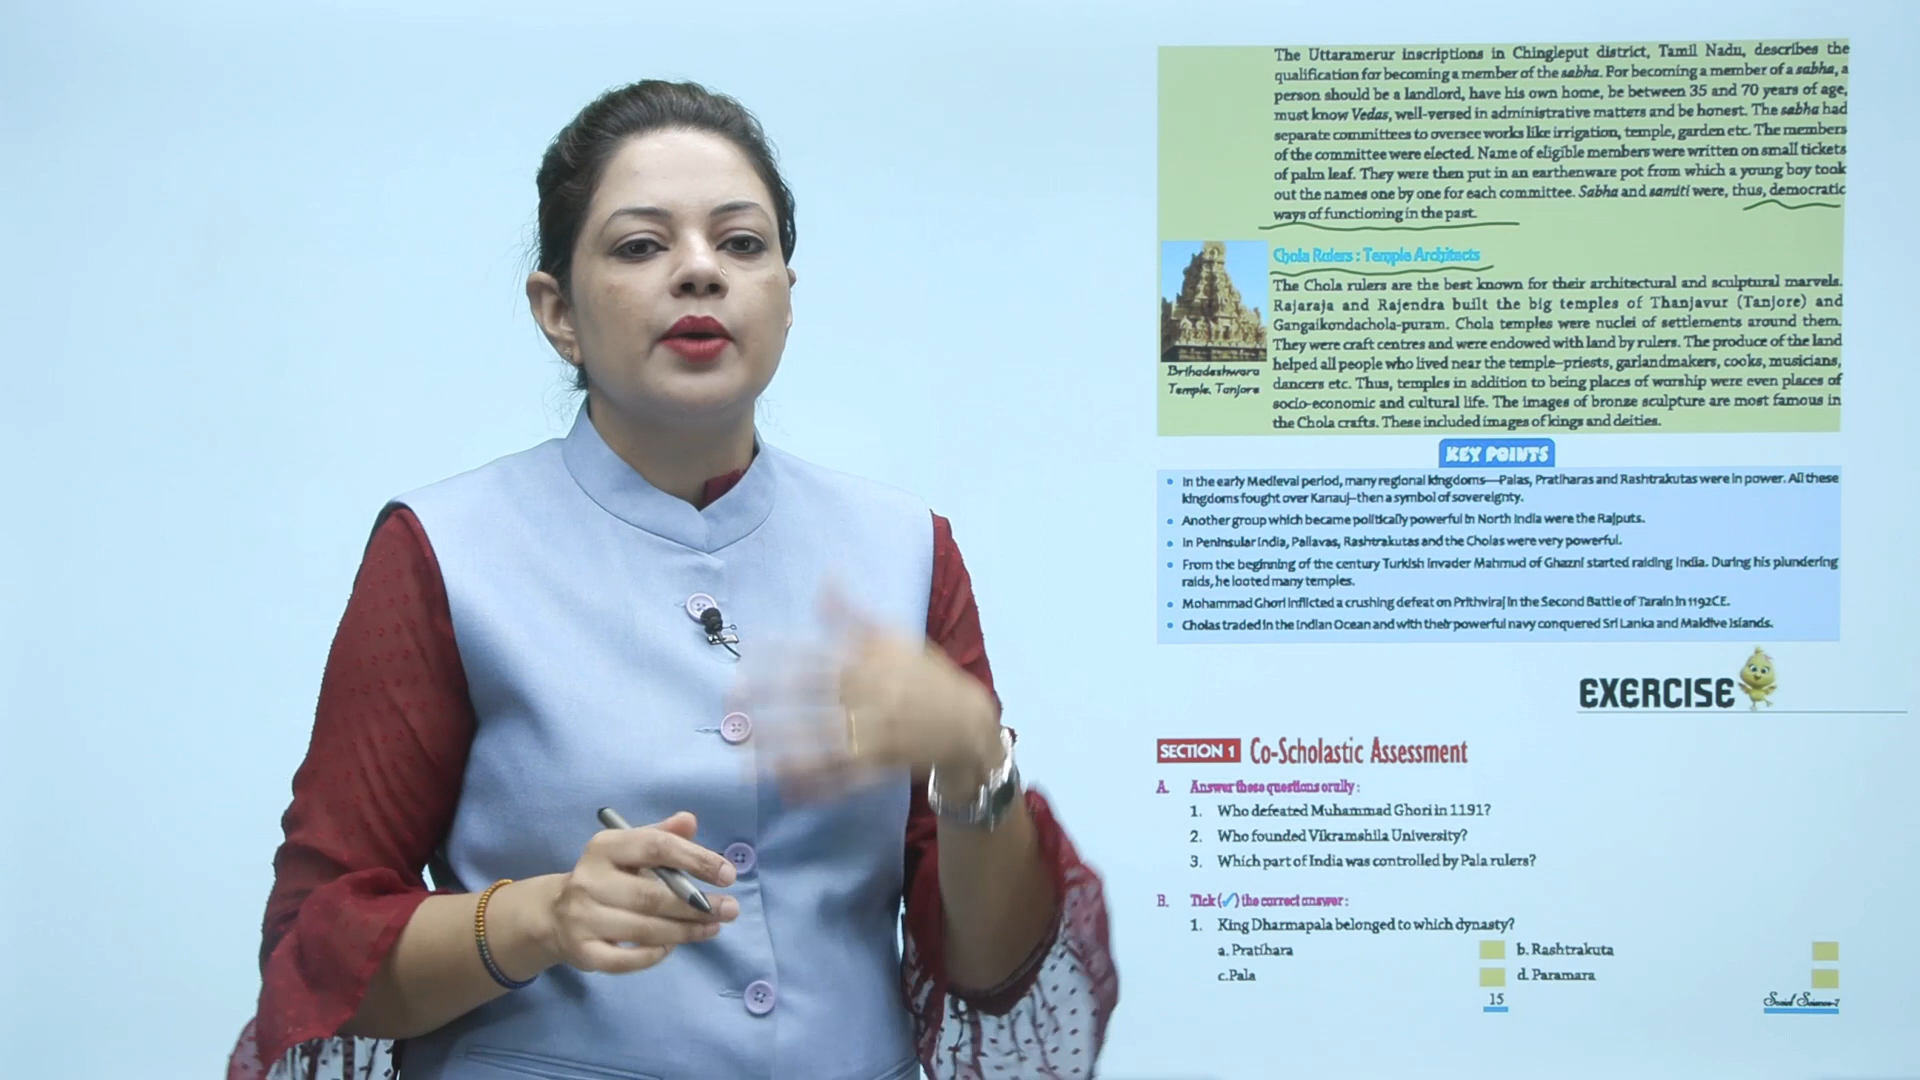 The Uttaramerur inscriptions in Chingleput district, Tamil Nadu, describes the
qualification for becoming a member of the sabha. For becoming a member of a sabha, a
person should be a landlord, have his own home, be between 35 and 70 years of age,
must know Vedas, well-versed in administrative matters and be honest. The sabha had
separate committees to oversee works like irrigation, temple, garden etc. The members
of the committee were elected. Name of eligible members were written on small tickets
of palm leaf. They were then put in an earthenware pot from which a young boy took
out the names one by one for each committee. Sabha and samiti were, thus, democratic
ways of functioning in the past.
Chola Rulers : Temple Architects
The Chola rulers are the best known for their architectural and sculptural marvels.
Rajaraja and Rajendra built the big temples of Thanjavur (Tanjore) and
Gangaikondachola-puram. Chola temples were nuclei of settlements around them.
They were craft centres and were endowed with land by rulers. The produce of the land
helped all people who lived near the temple–priests, garlandmakers, cooks, musicians,
dancers etc. Thus, temples in addition to being places of worship were even places of
socio-economic and cultural life. The images of bronze sculpture are most famous in
the Chola crafts. These included images of kings and deities.
Brihadeshwara
Temple, Tanjore
KEY POINTS
• In the early Medieval period, many regional kingdoms—Palas, Pratiharas and Rashtrakutas were in power. All these
kingdoms fought over Kanauj–then a symbol of sovereignty.
• Another group which became politically powerful in North India were the Rajputs.
• In Peninsular India, Pallavas, Rashtrakutas and the Cholas were very powerful.
• From the beginning of the century Turkish invader Mahmud of Ghazni started raiding India. During his plundering
raids, he looted many temples.
• Mohammad Ghori inflicted a crushing defeat on Prithviraj in the Second Battle of Tarain in 1192CE.
• Cholas traded in the Indian Ocean and with their powerful navy conquered Sri Lanka and Maldive Islands.
EXERCISE
SECTION 1 Co-Scholastic Assessment
A. Answer these questions orally :
1. Who defeated Muhammad Ghori in 1191?
2. Who founded Vikramshila University?
3. Which part of India was controlled by Pala rulers?
B. Tick (✓) the correct answer :
1. King Dharmapala belonged to which dynasty?
a. Pratihara b. Rashtrakuta
c. Pala d. Paramara
15
Social Science-7